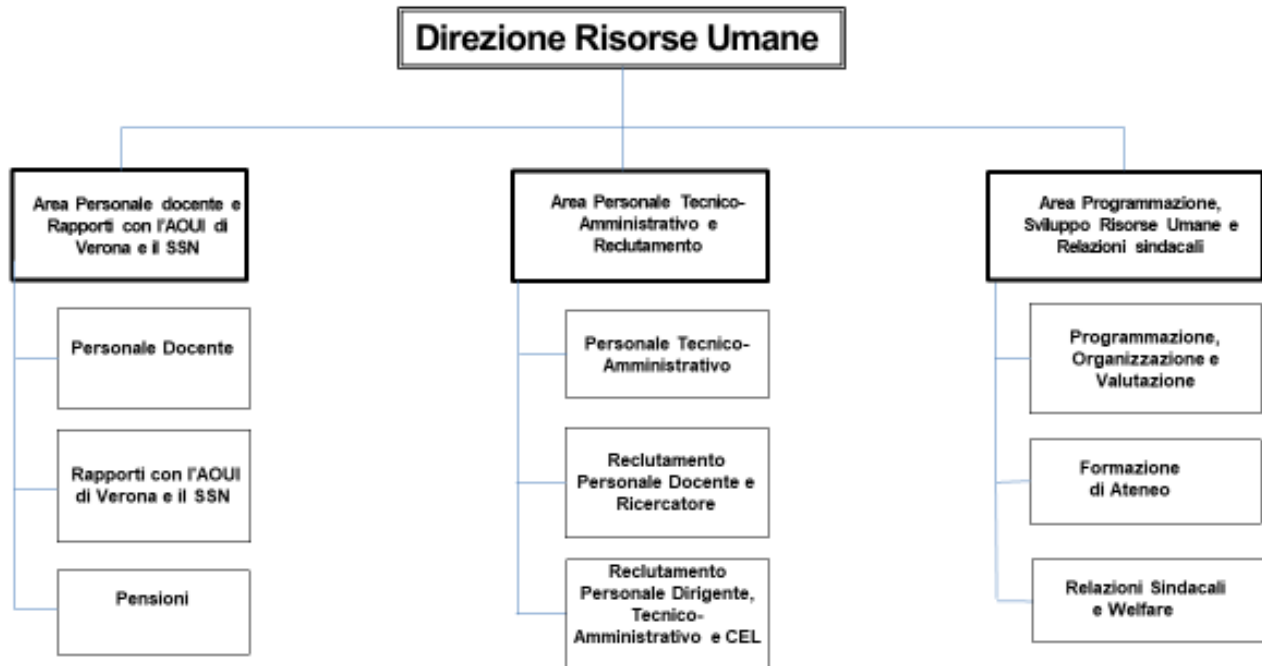 Direzione Risorse Umane
Area Personale docente e
Rapporti con l'AOUI di
Verona e il SSN
Personale Docente
Rapporti con l'AOUI
di Verona e il SSN
Pensioni
Area Personale Tecnico-
Amministrativo e
Reclutamento
Personale Tecnico-
Amministrativo
Reclutamento
Personale Docente e
Ricercatore
Reclutamento
Personale Dirigente,
Tecnico-
Amministrativo e CEL
Area Programmazione,
Sviluppo Risorse Umane e
Relazioni sindacali
Programmazione,
Organizzazione e
Valutazione
Formazione
di Ateneo
Relazioni Sindacali
e Welfare